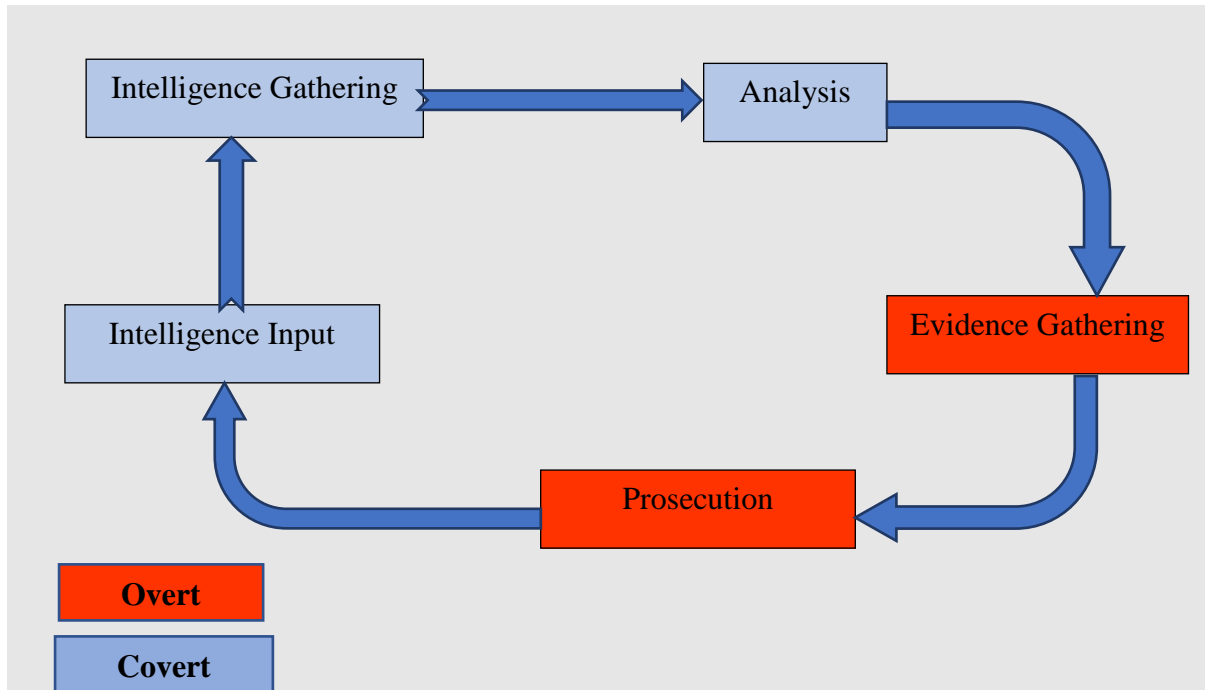 Intelligence Gathering
Analysis
Intelligence Input
Evidence Gathering
Prosecution
Overt
Covert